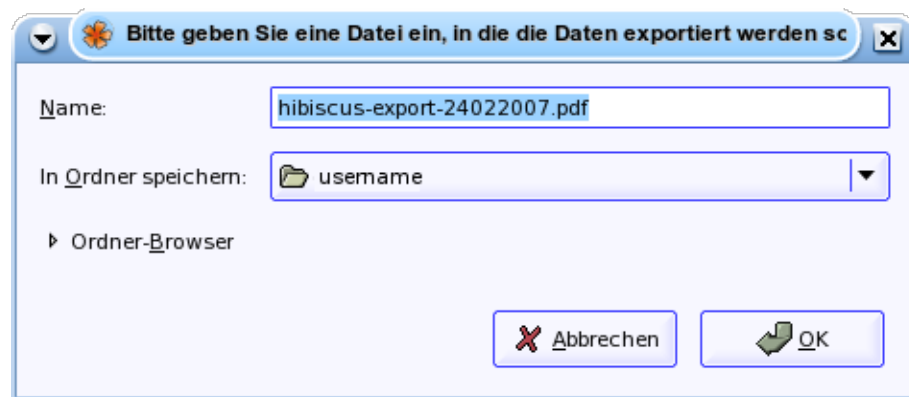 Bitte geben Sie eine Datei ein, in die die Daten exportiert werden sc
Name:
hibiscus-export-24022007.pdf
In Ordner speichern:
username
Ordner-Browser
Abbrechen
OK